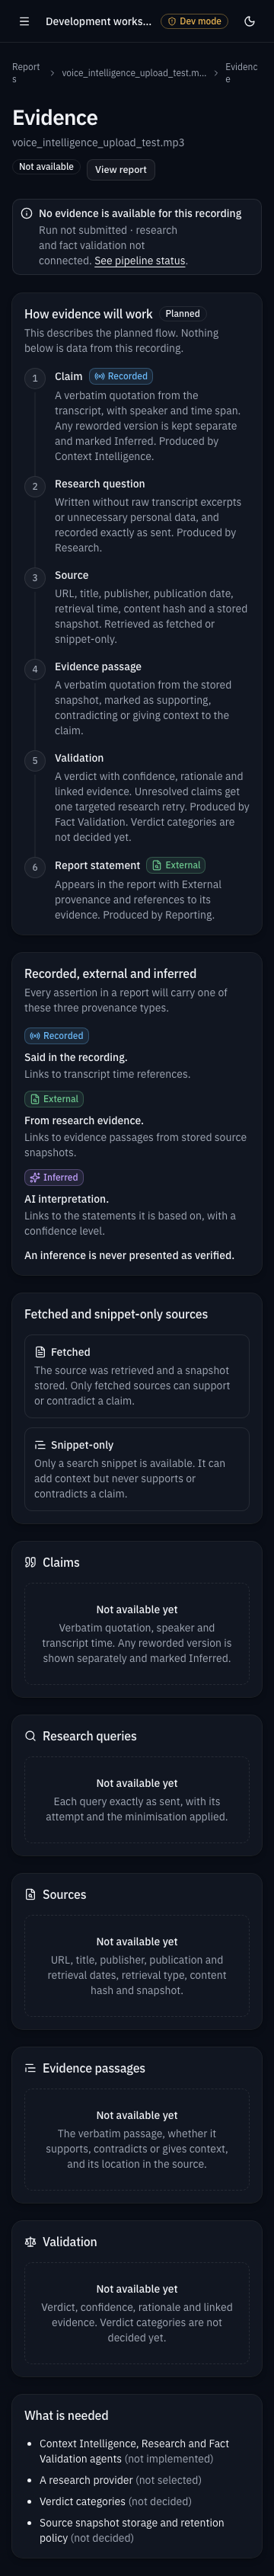 Development works... Dev mode
Reports > voice_intelligence_upload_test.m... > Evidence
Evidence
voice_intelligence_upload_test.mp3
Not available View report
No evidence is available for this recording
Run not submitted · research
and fact validation not
connected. See pipeline status.
How evidence will work Planned
This describes the planned flow. Nothing
below is data from this recording.
1 Claim Recorded
A verbatim quotation from the
transcript, with speaker and time span.
Any reworded version is kept separate
and marked Inferred. Produced by
Context Intelligence.
2 Research question
Written without raw transcript excerpts
or unnecessary personal data, and
recorded exactly as sent. Produced by
Research.
3 Source
URL, title, publisher, publication date,
retrieval time, content hash and a stored
snapshot. Retrieved as fetched or
snippet-only.
4 Evidence passage
A verbatim quotation from the stored
snapshot, marked as supporting,
contradicting or giving context to the
claim.
5 Validation
A verdict with confidence, rationale and
linked evidence. Unresolved claims get
one targeted research retry. Produced by
Fact Validation. Verdict categories are
not decided yet.
6 Report statement External
Appears in the report with External
provenance and references to its
evidence. Produced by Reporting.
Recorded, external and inferred
Every assertion in a report will carry one of
these three provenance types.
Recorded
Said in the recording.
Links to transcript time references.
External
From research evidence.
Links to evidence passages from stored source
snapshots.
Inferred
AI interpretation.
Links to the statements it is based on, with a
confidence level.
An inference is never presented as verified.
Fetched and snippet-only sources
Fetched
The source was retrieved and a snapshot
stored. Only fetched sources can support
or contradict a claim.
Snippet-only
Only a search snippet is available. It can
add context but never supports or
contradicts a claim.
Claims
Not available yet
Verbatim quotation, speaker and
transcript time. Any reworded version is
shown separately and marked Inferred.
Research queries
Not available yet
Each query exactly as sent, with its
attempt and the minimisation applied.
Sources
Not available yet
URL, title, publisher, publication and
retrieval dates, retrieval type, content
hash and snapshot.
Evidence passages
Not available yet
The verbatim passage, whether it
supports, contradicts or gives context,
and its location in the source.
Validation
Not available yet
Verdict, confidence, rationale and linked
evidence. Verdict categories are not
decided yet.
What is needed
• Context Intelligence, Research and Fact
Validation agents (not implemented)
• A research provider (not selected)
• Verdict categories (not decided)
• Source snapshot storage and retention
policy (not decided)